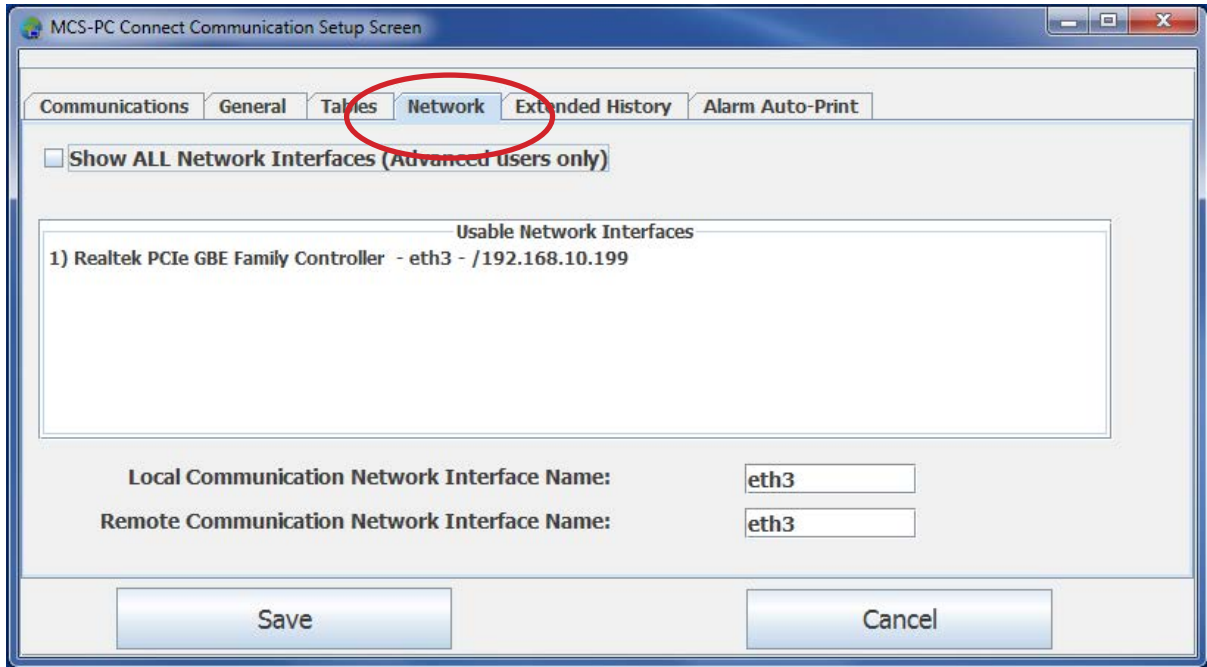 MCS-PC Connect Communication Setup Screen
Communications General Tables Network Extended History Alarm Auto-Print
Show ALL Network Interfaces (Advanced users only)
Usable Network Interfaces
1) Realtek PCIe GBE Family Controller - eth3 - /192.168.10.199
Local Communication Network Interface Name: eth3
Remote Communication Network Interface Name: eth3
Save Cancel